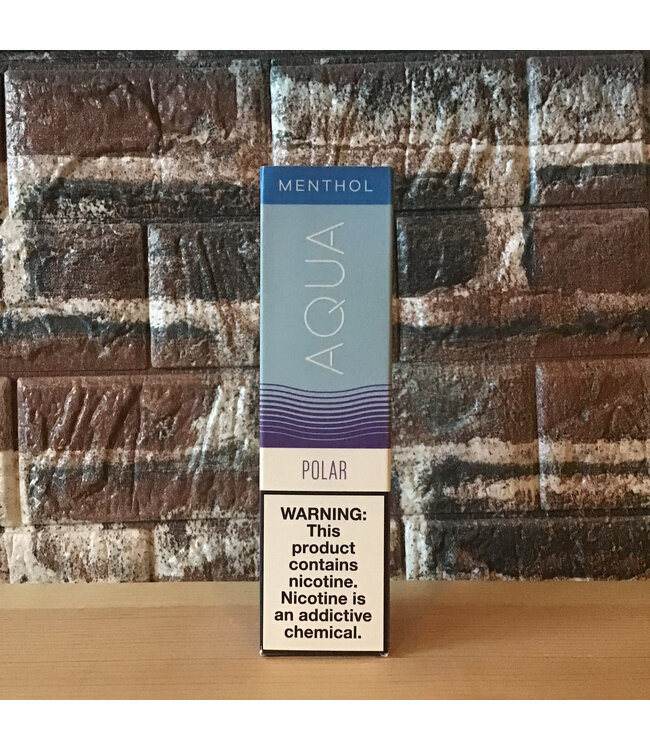 MENTHOL
AQUA
POLAR
WARNING:
This
product
contains
nicotine.
Nicotine is
an addictive
chemical.